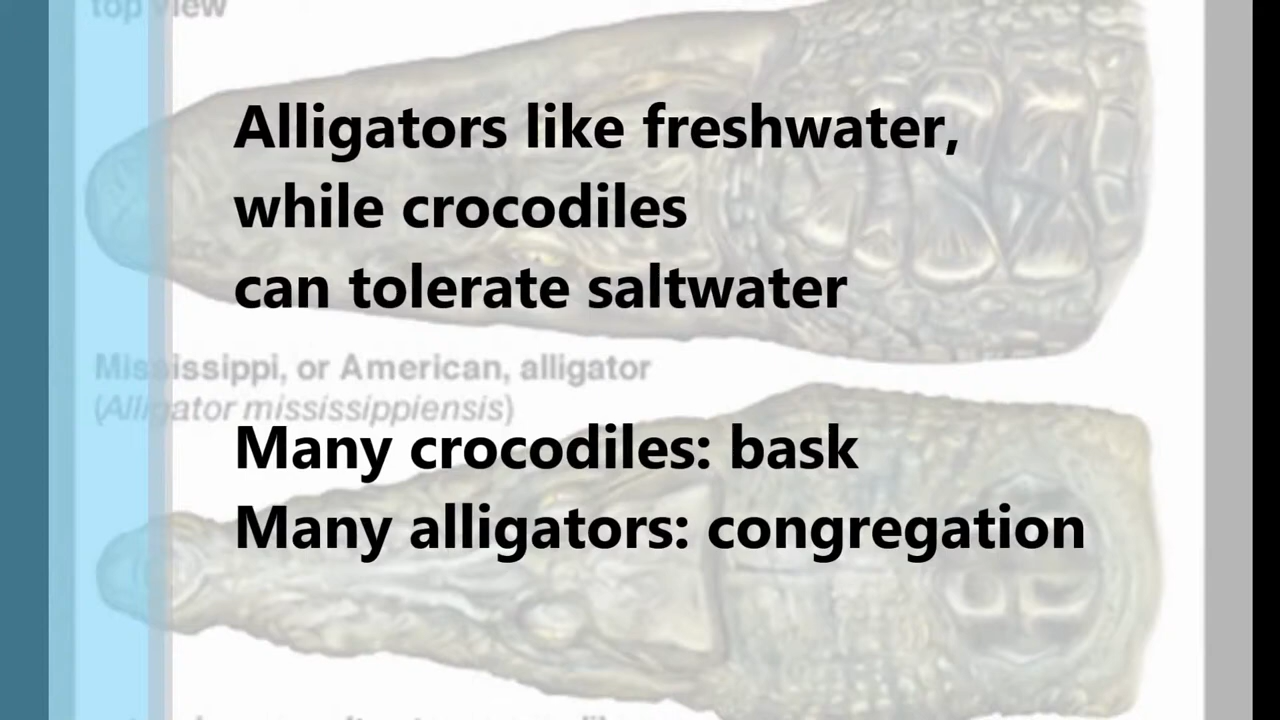 top view
Alligators like freshwater,
while crocodiles
can tolerate saltwater
Mississippi, or American, alligator
(Alligator mississippiensis)
Many crocodiles: bask
Many alligators: congregation